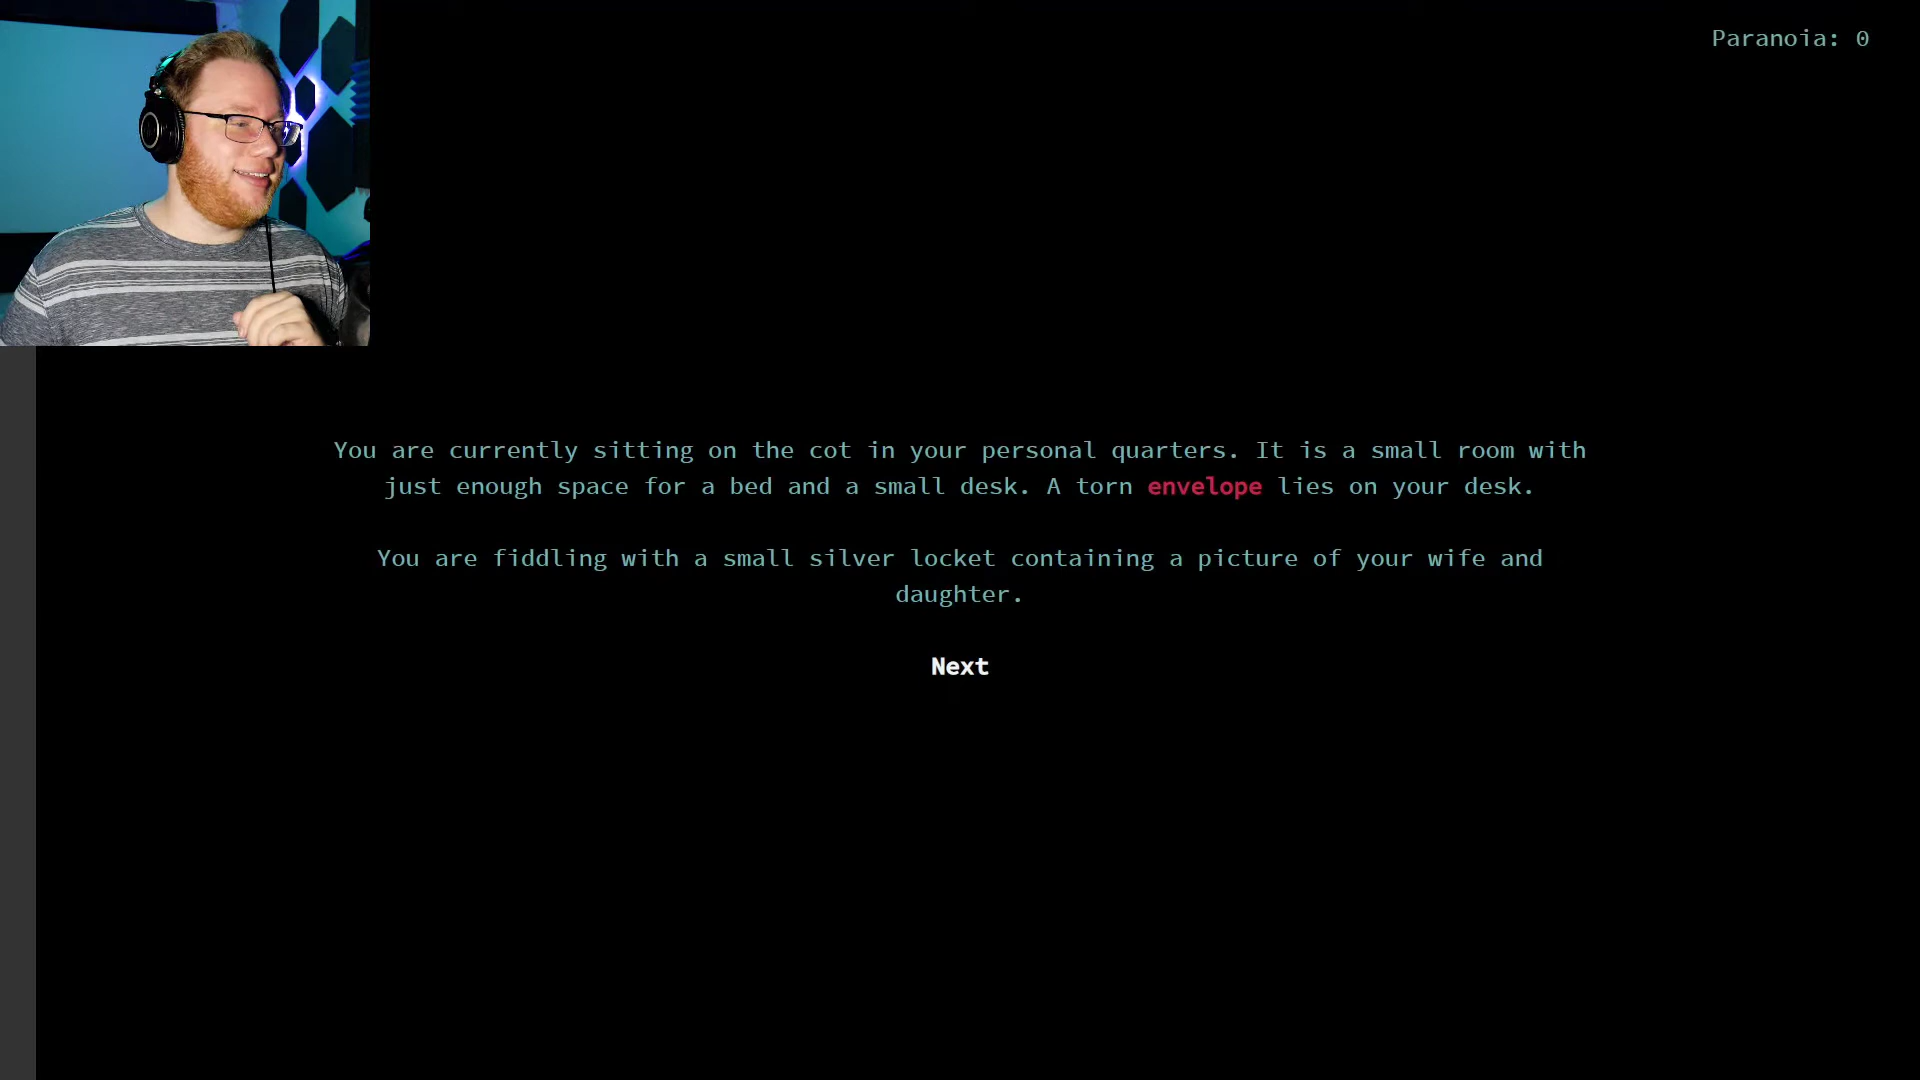 Paranoia: 0
You are currently sitting on the cot in your personal quarters. It is a small room with
just enough space for a bed and a small desk. A torn envelope lies on your desk.
You are fiddling with a small silver locket containing a picture of your wife and
daughter.
Next